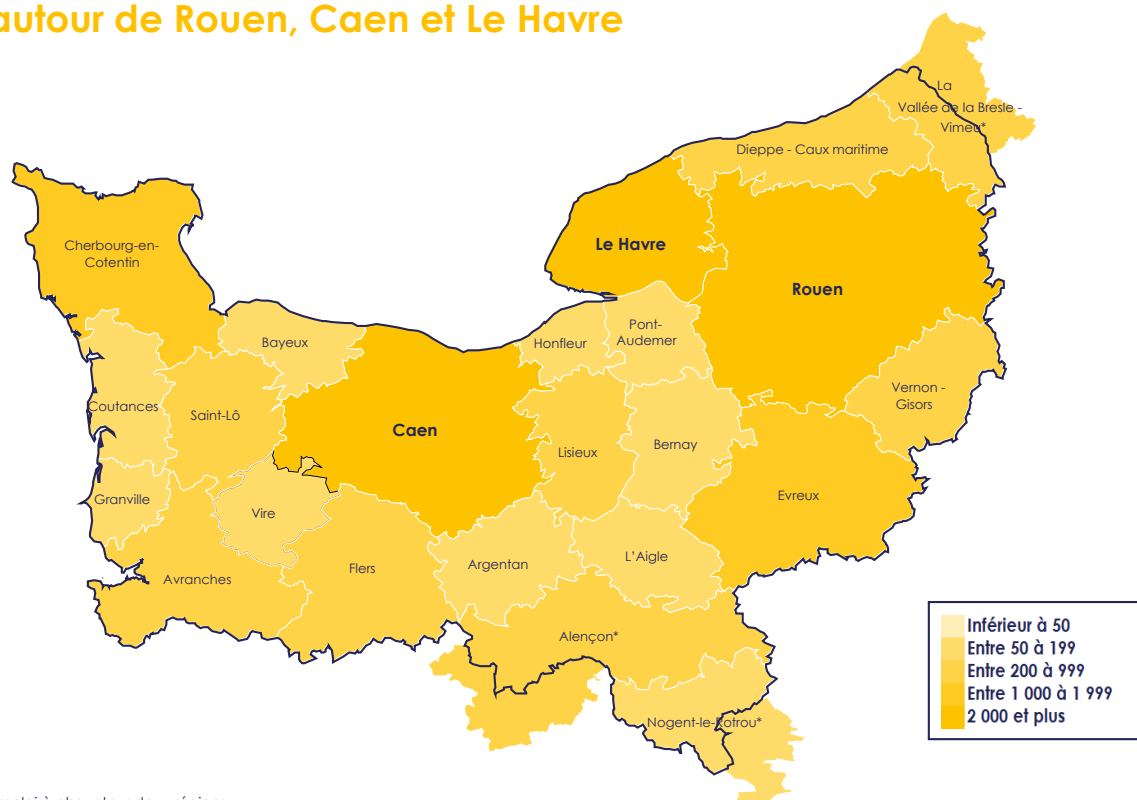 autour de Rouen, Caen et Le Havre
La
Vallée de la Bresle -
Vimeu*
Dieppe - Caux maritime
Cherbourg-en-
Cotentin
Le Havre
Rouen
Pont-
Audemer
Honfleur
Bayeux
Vernon -
Gisors
Coutances
Saint-Lô
Caen
Lisieux
Bernay
Granville
Vire
Evreux
Avranches
Flers
Argentan
L'Aigle
Alençon*
Nogent-le-Rotrou*
Inférieur à 50
Entre 50 à 199
Entre 200 à 999
Entre 1 000 à 1 999
2 000 et plus